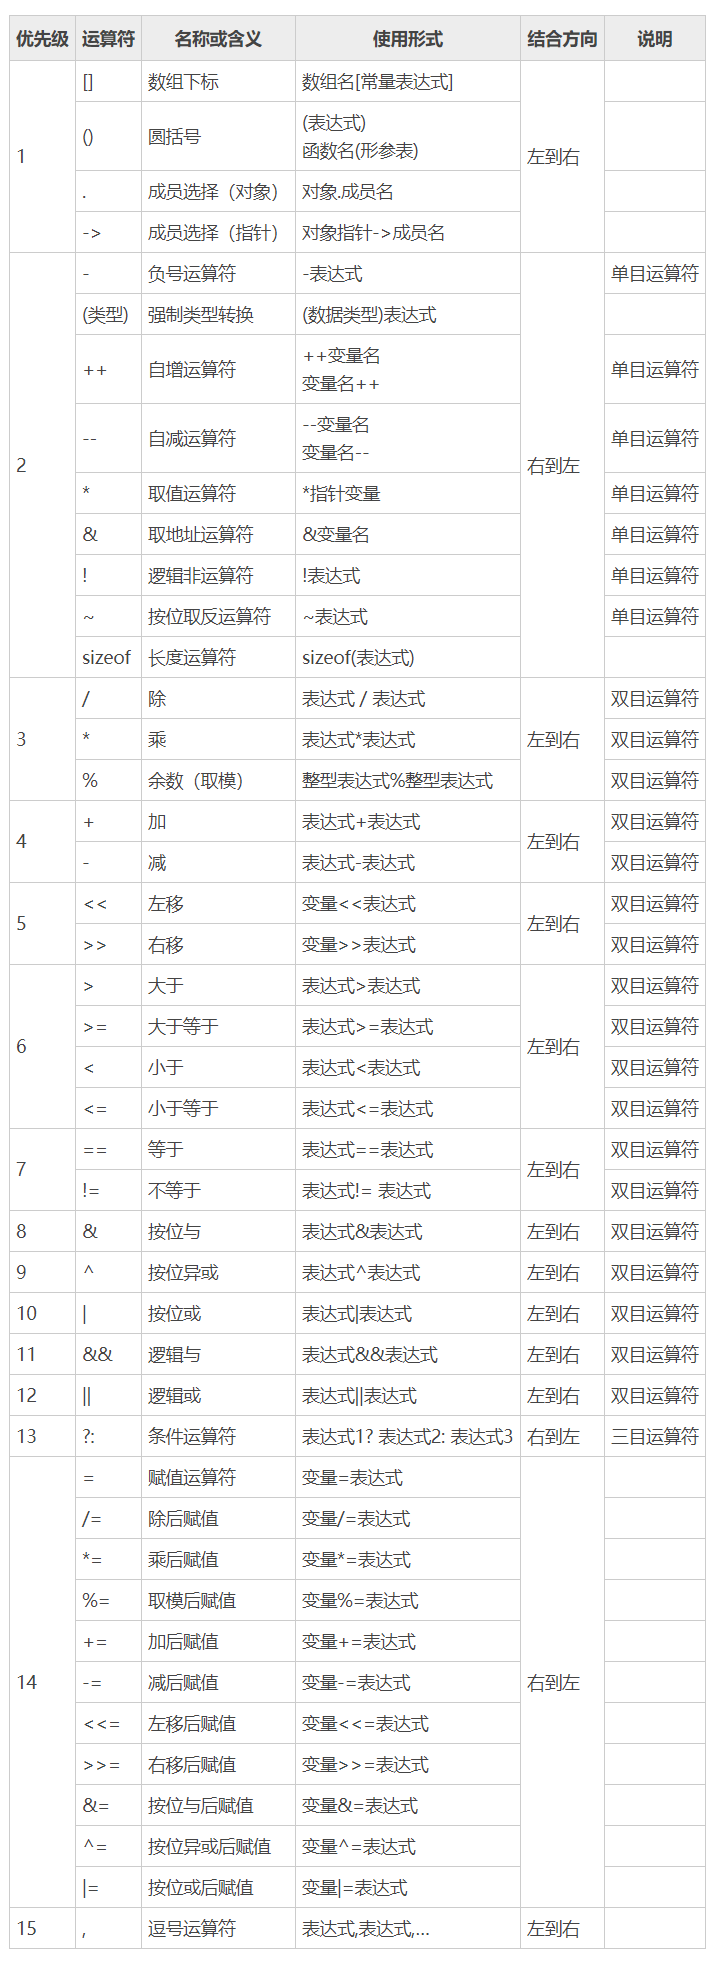 优先级 运算符 名称或含义 使用形式 结合方向 说明
1 [] 数组下标 数组名[常量表达式] 左到右
() 圆括号 (表达式)
函数名(形参表)
. 成员选择（对象） 对象.成员名
-> 成员选择（指针） 对象指针->成员名
2 - 负号运算符 -表达式 右到左 单目运算符
(类型) 强制类型转换 (数据类型)表达式
++ 自增运算符 ++变量名 单目运算符
变量名++
-- 自减运算符 --变量名 单目运算符
变量名--
* 取值运算符 *指针变量 单目运算符
& 取地址运算符 &变量名 单目运算符
! 逻辑非运算符 !表达式 单目运算符
~ 按位取反运算符 ~表达式 单目运算符
sizeof 长度运算符 sizeof(表达式)
3 / 除 表达式 / 表达式 左到右 双目运算符
* 乘 表达式*表达式 双目运算符
% 余数（取模） 整型表达式%整型表达式 双目运算符
4 + 加 表达式+表达式 左到右 双目运算符
- 减 表达式-表达式 双目运算符
5 << 左移 变量<<表达式 左到右 双目运算符
>> 右移 变量>>表达式 双目运算符
6 > 大于 表达式>表达式 左到右 双目运算符
>= 大于等于 表达式>=表达式 双目运算符
< 小于 表达式<表达式 双目运算符
<= 小于等于 表达式<=表达式 双目运算符
7 == 等于 表达式==表达式 左到右 双目运算符
!= 不等于 表达式!= 表达式 双目运算符
8 & 按位与 表达式&表达式 左到右 双目运算符
9 ^ 按位异或 表达式^表达式 左到右 双目运算符
10 | 按位或 表达式|表达式 左到右 双目运算符
11 && 逻辑与 表达式&&表达式 左到右 双目运算符
12 || 逻辑或 表达式||表达式 左到右 双目运算符
13 ?: 条件运算符 表达式1? 表达式2: 表达式3 右到左 三目运算符
14 = 赋值运算符 变量=表达式 右到左
/= 除后赋值 变量/=表达式
*= 乘后赋值 变量*=表达式
%= 取模后赋值 变量%=表达式
+= 加后赋值 变量+=表达式
-= 减后赋值 变量-=表达式
<<= 左移后赋值 变量<<=表达式
>>= 右移后赋值 变量>>=表达式
&= 按位与后赋值 变量&=表达式
^= 按位异或后赋值 变量^=表达式
|= 按位或后赋值 变量|=表达式
15 , 逗号运算符 表达式,表达式,… 左到右